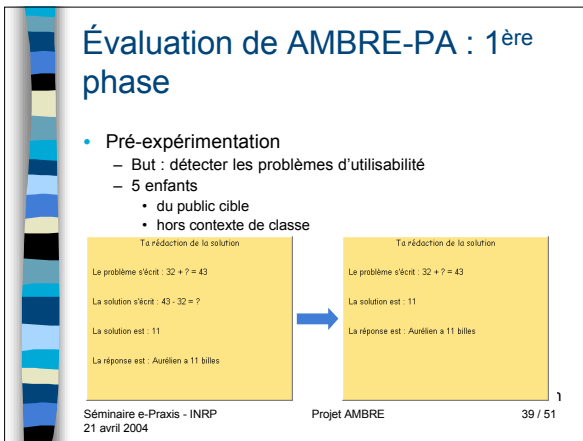 Évaluation de AMBRE-PA : 1ère
phase
• Pré-expérimentation
– But : détecter les problèmes d'utilisabilité
– 5 enfants
• du public cible
• hors contexte de classe
Ta rédaction de la solution
Le problème s'écrit : 32 + ? = 43
La solution s'écrit : 43 - 32 = ?
La solution est : 11
La réponse est : Aurélien a 11 billes
Ta rédaction de la solution
Le problème s'écrit : 32 + ? = 43
La solution est : 11
La réponse est : Aurélien a 11 billes
Séminaire e-Praxis - INRP
21 avril 2004
Projet AMBRE
39 / 51